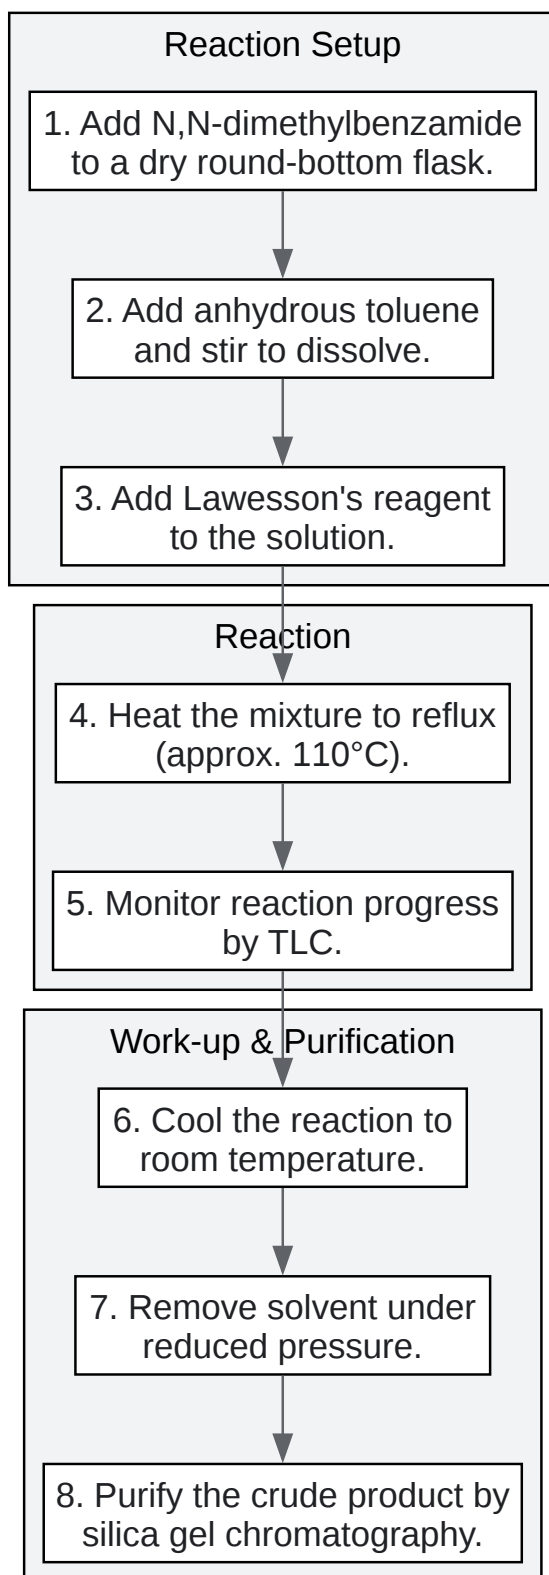 Reaction Setup
1. Add N,N-dimethylbenzamide
to a dry round-bottom flask.
2. Add anhydrous toluene
and stir to dissolve.
3. Add Lawesson's reagent
to the solution.
Reaction
4. Heat the mixture to reflux
(approx. 110°C).
5. Monitor reaction progress
by TLC.
Work-up & Purification
6. Cool the reaction to
room temperature.
7. Remove solvent under
reduced pressure.
8. Purify the crude product by
silica gel chromatography.